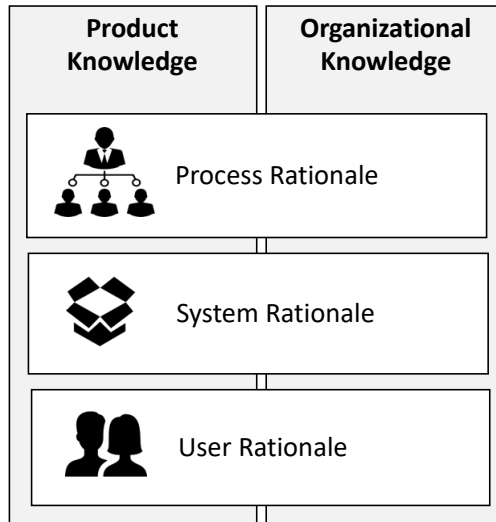 Product
Knowledge
Organizational
Knowledge
Process Rationale
System Rationale
User Rationale